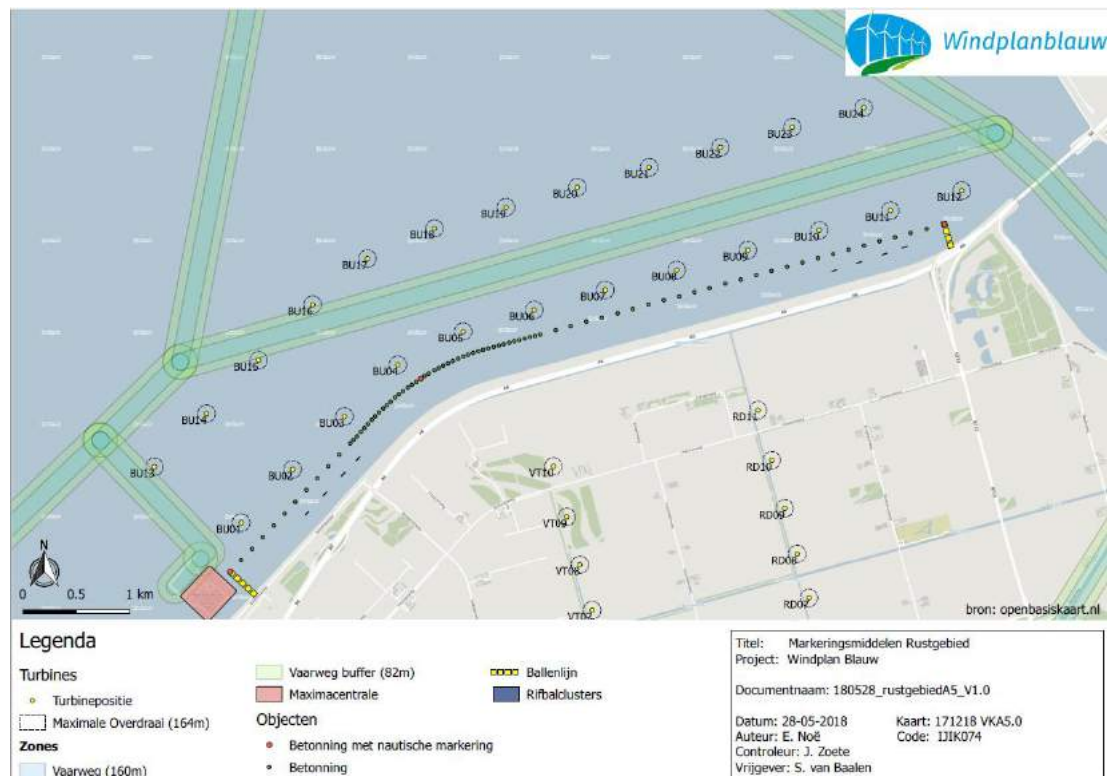 Windplanblauw
BU24
BU23
BU22
BU21
BU20
BU19
BU18
BU17
BU16
BU15
BU14
BU13
BU12
BU11
BU10
BU09
BU08
BU07
BU06
BU05
BU04
BU03
BU02
BU01
RD11
RD10
RD09
RD08
RD07
VT10
VT09
VT08
VT07
N
0 0.5 1 km
bron: openbasiskaart.nl
Legenda
Turbines
Turbinepositie
Maximale Overdraai (164m)
Zones
Vaarweg (160m)
Vaarweg buffer (82m)
Maximacentrale
Objecten
Betonning met nautische markering
Betonning
Ballenlijn
Rifbalclusters
Titel: Markeringsmiddelen Rustgebied
Project: Windplan Blauw
Documentnaam: 180528_rustgebiedA5_V1.0
Datum: 28-05-2018 Kaart: 171218 VKA5.0
Auteur: E. Noë Code: IJIK074
Controleur: J. Zoete
Vrijgever: S. van Baalen